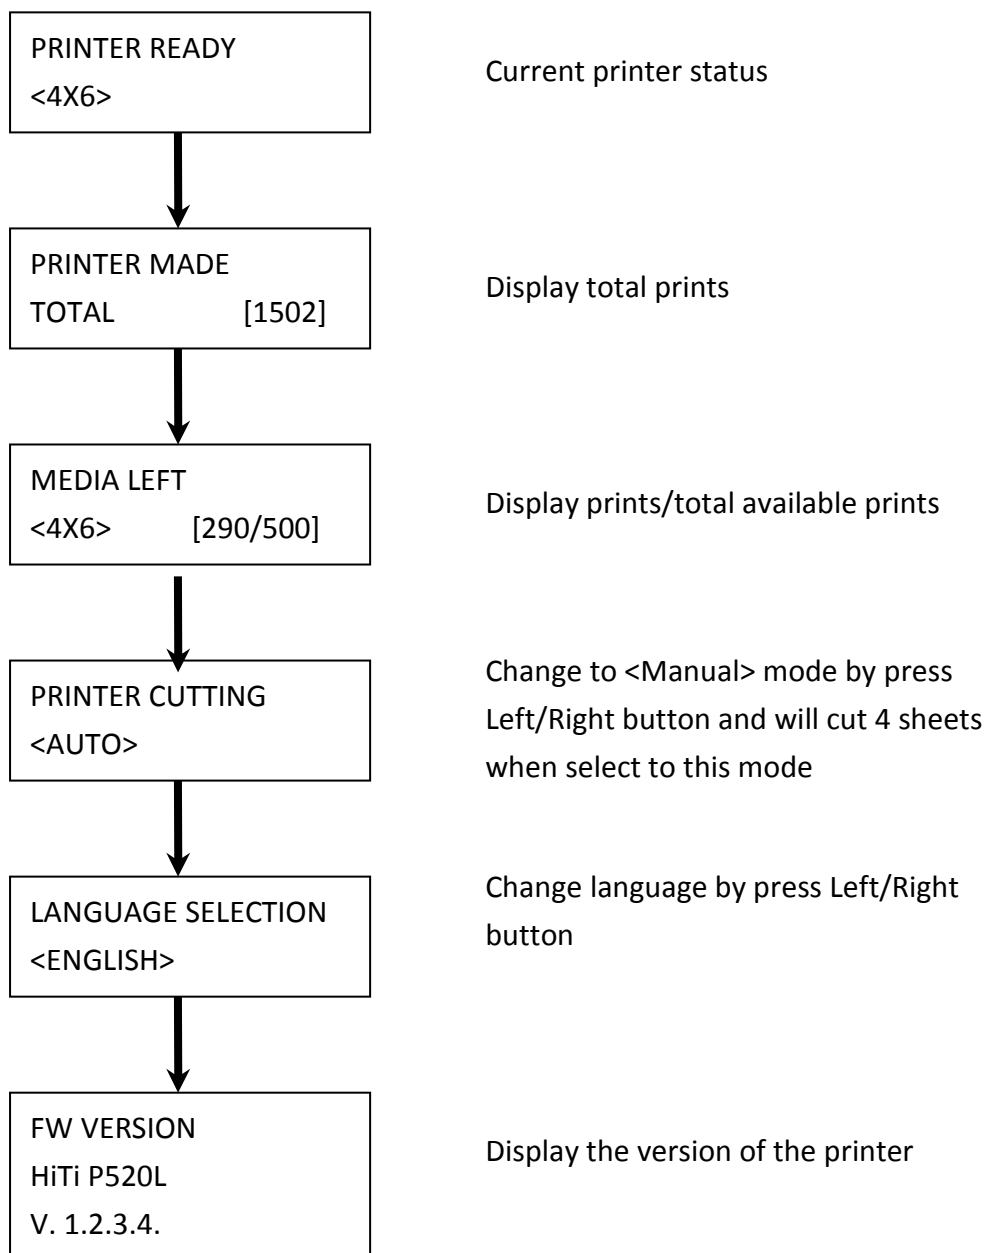 PRINTER READY
<4X6>
Current printer status
PRINTER MADE
TOTAL [1502]
Display total prints
MEDIA LEFT
<4X6> [290/500]
Display prints/total available prints
PRINTER CUTTING
<AUTO>
Change to <Manual> mode by press
Left/Right button and will cut 4 sheets
when select to this mode
LANGUAGE SELECTION
<ENGLISH>
Change language by press Left/Right
button
FW VERSION
HiTi P520L
V. 1.2.3.4.
Display the version of the printer